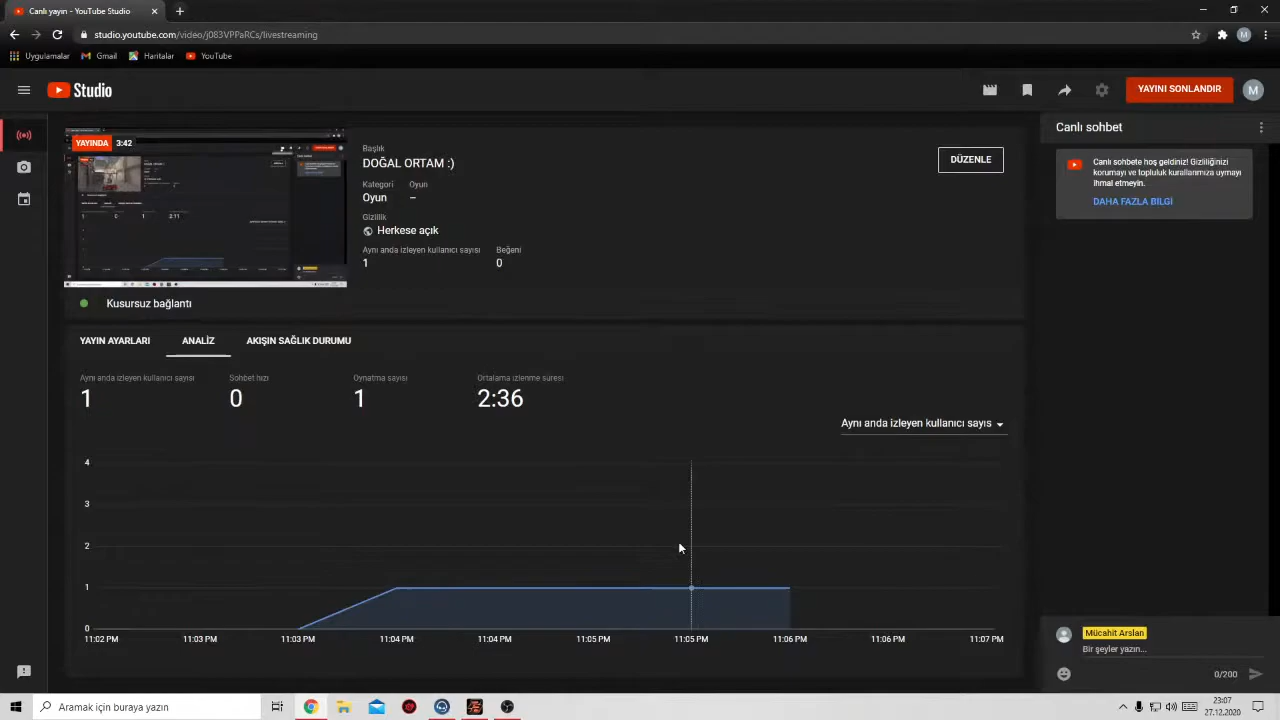 Canlı yayın - YouTube Studio
studio.youtube.com/video/j083VPPaRCs/livestreaming
M
Uygulamalar
Gmail
Haritalar
YouTube
Studio
YAYINI SONLANDIR
M
YAYINDA
3:42
Başlık
DOĞAL ORTAM :)
Kategori
Oyun
Oyun
–
Gizlilik
Herkese açık
Aynı anda izleyen kullanıcı sayısı
Beğeni
1
0
DÜZENLE
Kusursuz bağlantı
Canlı sohbet
Canlı sohbete hoş geldiniz! Gizliliğinizi
korumayı ve topluluk kurallarımıza uymayı
ihmal etmeyin.
DAHA FAZLA BİLGİ
YAYIN AYARLARI
ANALİZ
AKIŞIN SAĞLIK DURUMU
Aynı anda izleyen kullanıcı sayısı
Sohbet hızı
Oynatma sayısı
Ortalama izlenme süresi
1
0
1
2:36
Aynı anda izleyen kullanıcı sayıs
4
3
2
1
0
11:02 PM
11:03 PM
11:03 PM
11:04 PM
11:04 PM
11:05 PM
11:05 PM
11:06 PM
11:06 PM
11:07 PM
Mücahit Arslan
Bir şeyler yazın...
0/200
Aramak için buraya yazın
23:07
27.12.2020